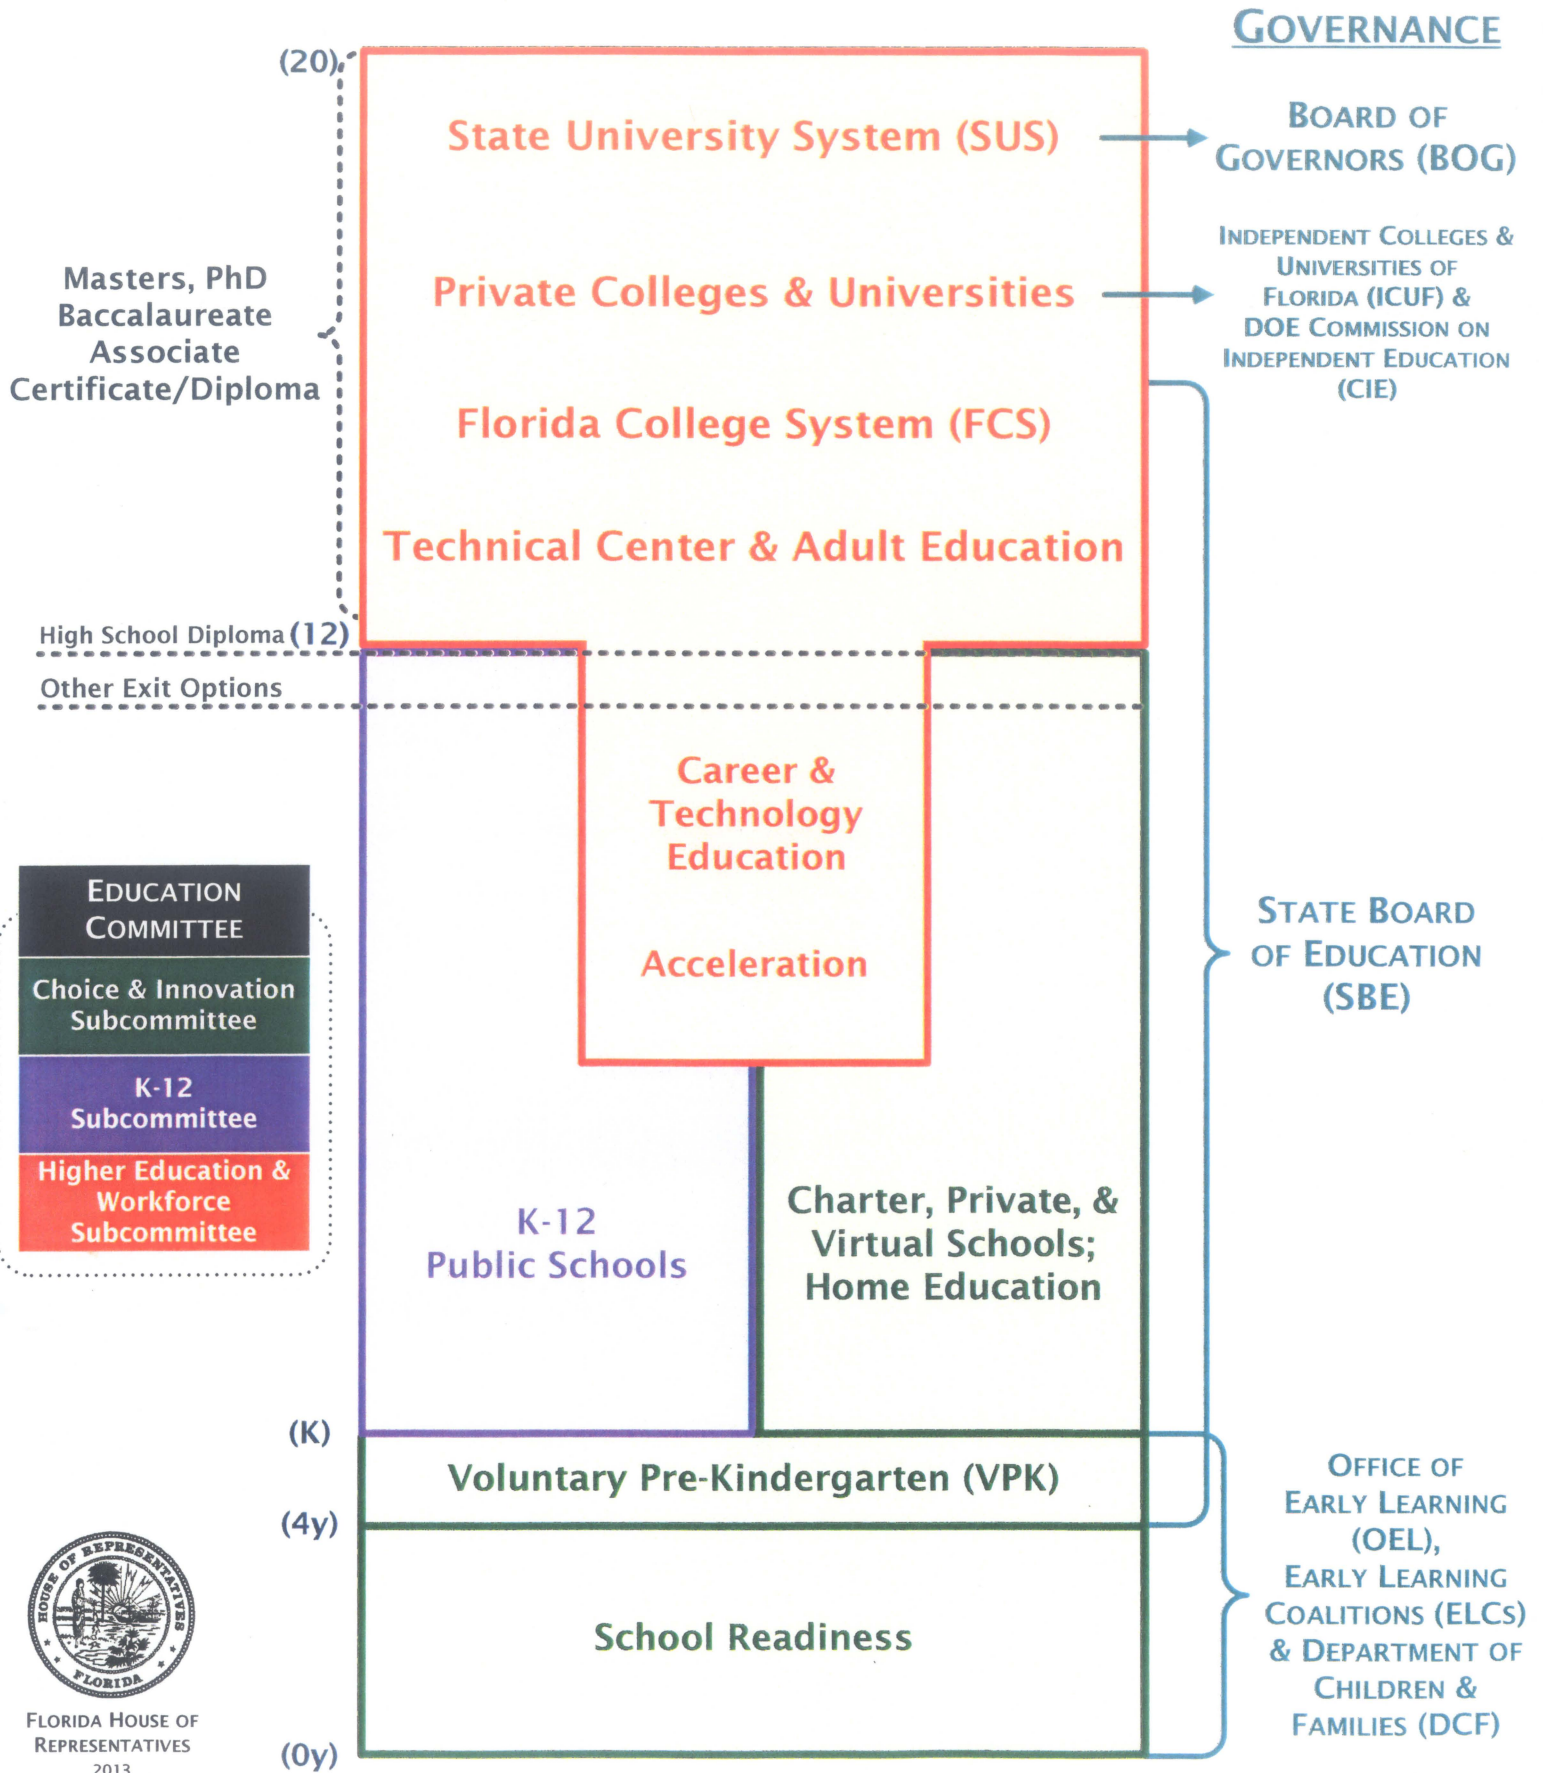 GOVERNANCE
(20)
State University System (SUS)
BOARD OF
GOVERNORS (BOG)
Masters, PhD
Baccalaureate
Associate
Certificate/Diploma
Private Colleges & Universities
INDEPENDENT COLLEGES &
UNIVERSITIES OF
FLORIDA (ICUF) &
DOE COMMISSION ON
INDEPENDENT EDUCATION
(CIE)
Florida College System (FCS)
Technical Center & Adult Education
High School Diploma (12)
Other Exit Options
Career &
Technology
Education
Acceleration
EDUCATION
COMMITTEE
Choice & Innovation
Subcommittee
K-12
Subcommittee
Higher Education &
Workforce
Subcommittee
STATE BOARD
OF EDUCATION
(SBE)
K-12
Public Schools
Charter, Private, &
Virtual Schools;
Home Education
(K)
Voluntary Pre-Kindergarten (VPK)
(4y)
School Readiness
(0y)
OFFICE OF
EARLY LEARNING
(OEL),
EARLY LEARNING
COALITIONS (ELCS)
& DEPARTMENT OF
CHILDREN &
FAMILIES (DCF)
HOUSE OF REPRESENTATIVES
FLORIDA
FLORIDA HOUSE OF
REPRESENTATIVES
2013